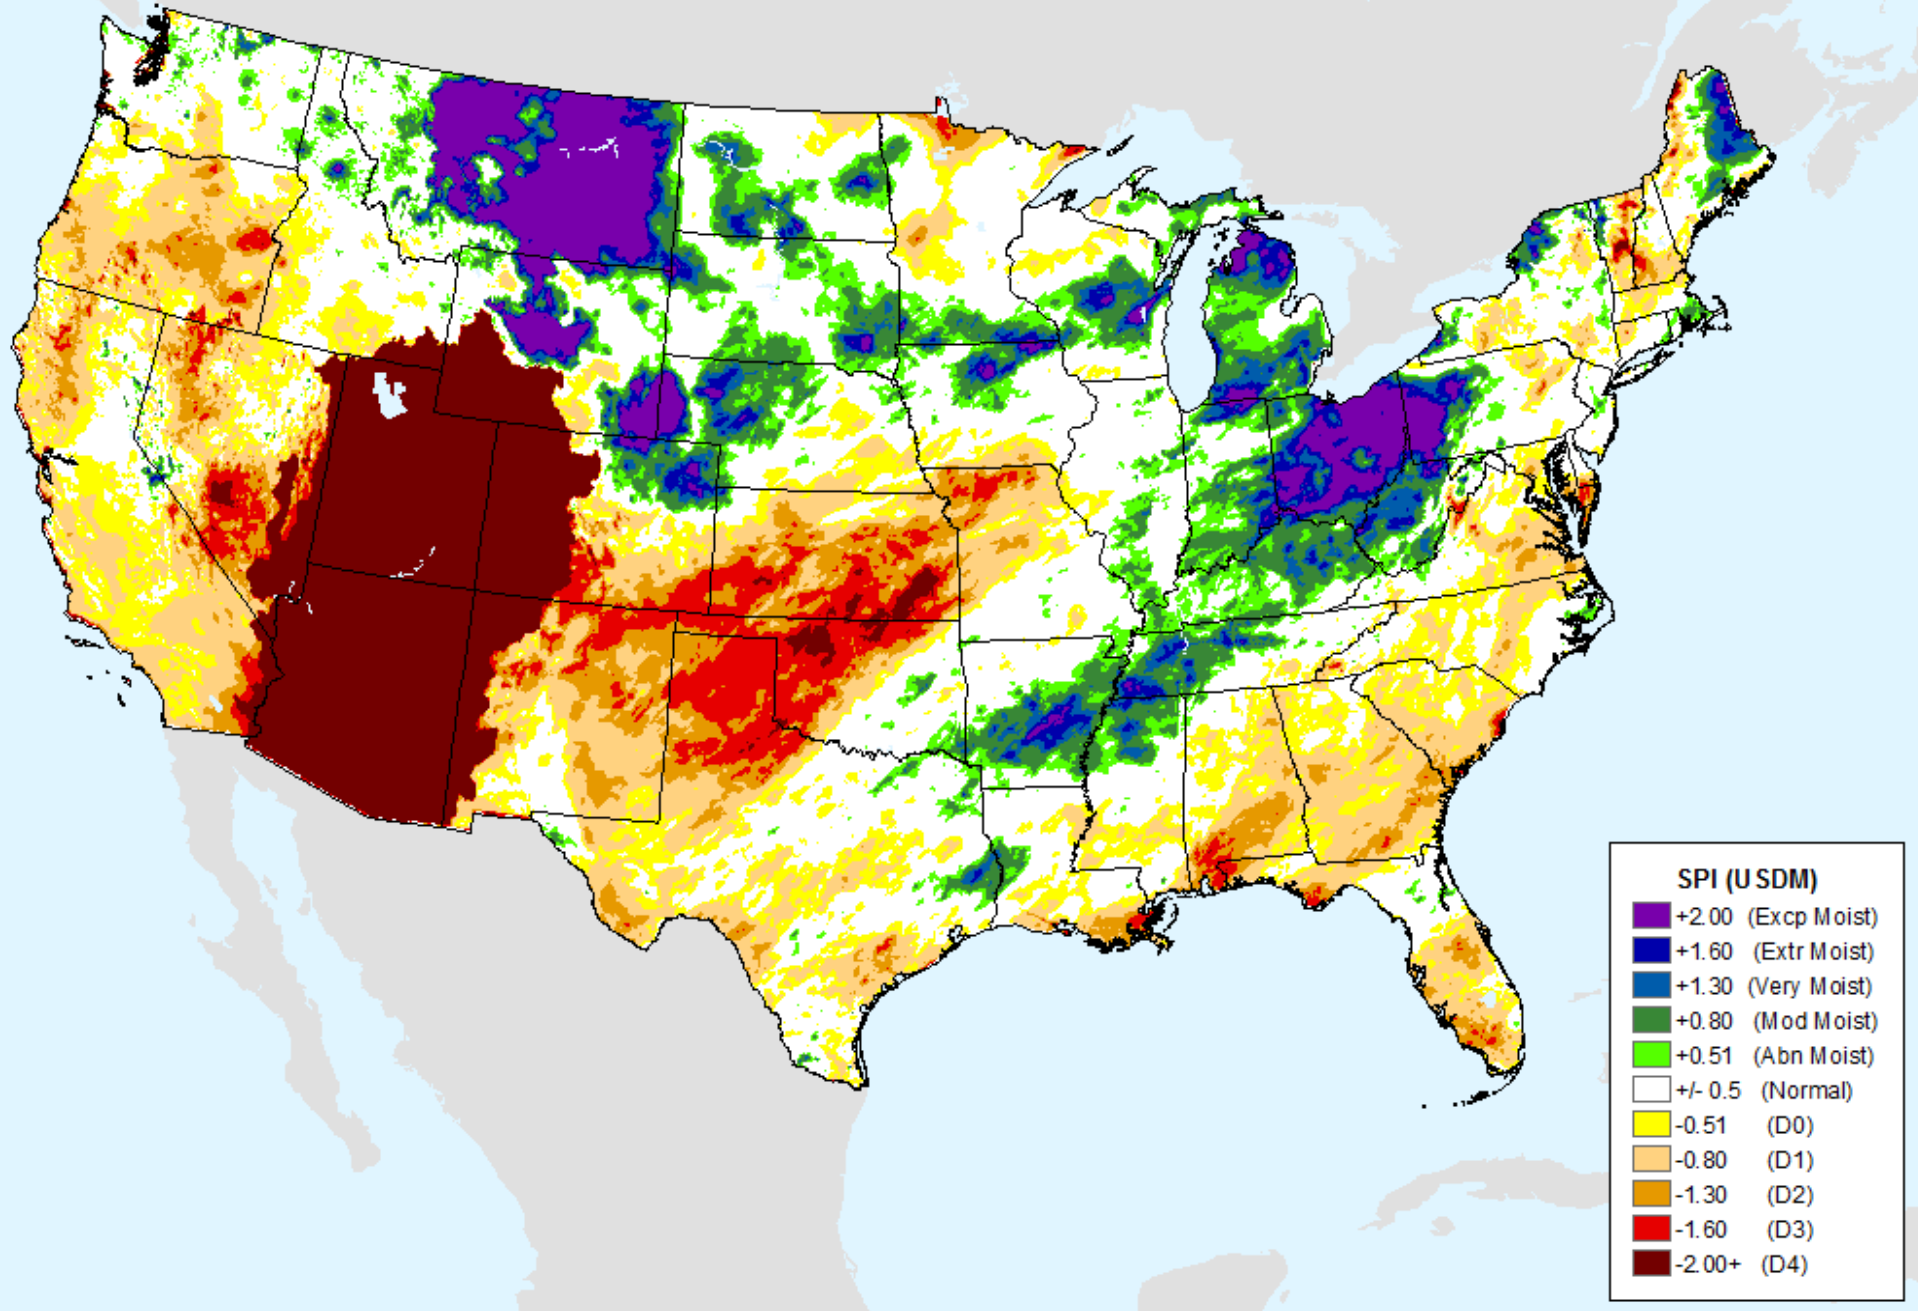 SPI (USDM)
+2.00 (Excp Moist)
+1.60 (Extr Moist)
+1.30 (Very Moist)
+0.80 (Mod Moist)
+0.51 (Abn Moist)
+/- 0.5 (Normal)
-0.51 (D0)
-0.80 (D1)
-1.30 (D2)
-1.60 (D3)
-2.00+ (D4)